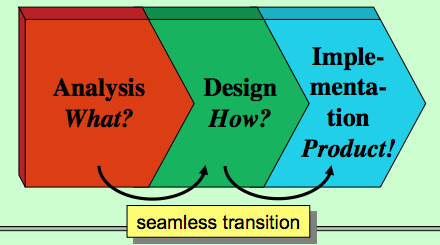 Analysis
What?
Design
How?
Imple-
menta-
tion
Product!
seamless transition